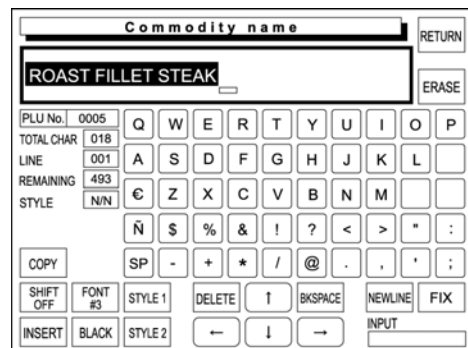 Commodity name
RETURN
ROAST FILLET STEAK
ERASE
PLU No. 0005
TOTAL CHAR 018
LINE 001
REMAINING 493
STYLE N/N
Q W E R T Y U I O P
A S D F G H J K L
€ Z X C V B N M
Ñ $ % & ! ? < > " :
SP - + * / @ . , ' ;
COPY
SHIFT OFF FONT #3 STYLE 1 DELETE ↑ BKSPACE NEWLINE FIX
INSERT BLACK STYLE 2 ← ↓ → INPUT